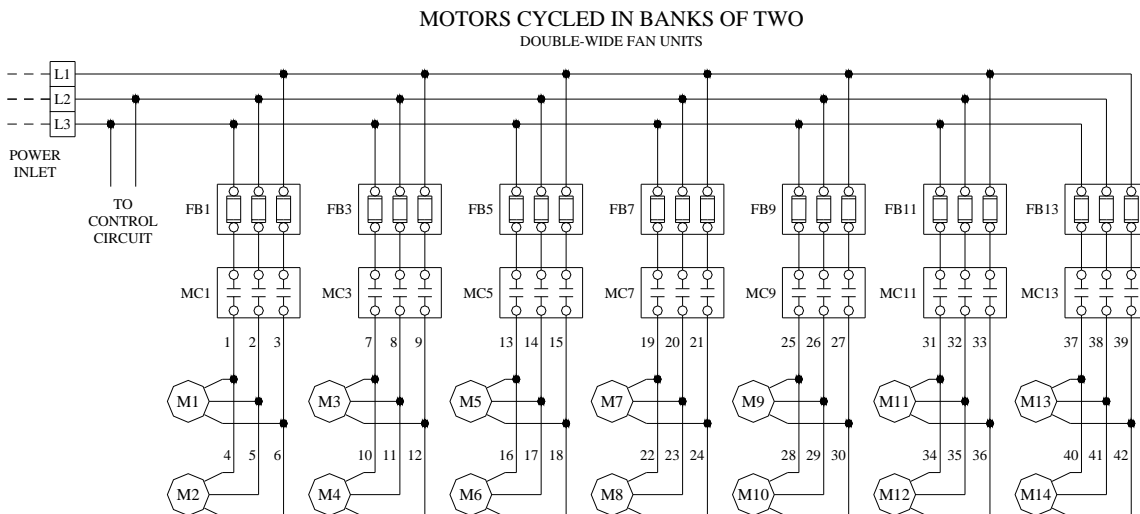 MOTORS CYCLED IN BANKS OF TWO
DOUBLE-WIDE FAN UNITS
L1
L2
L3
POWER
INLET
TO
CONTROL
CIRCUIT
FB1 FB3 FB5 FB7 FB9 FB11 FB13
MC1 MC3 MC5 MC7 MC9 MC11 MC13
1 2 3 7 8 9 13 14 15 19 20 21 25 26 27 31 32 33 37 38 39
M1 M3 M5 M7 M9 M11 M13
4 5 6 10 11 12 16 17 18 22 23 24 28 29 30 34 35 36 40 41 42
M2 M4 M6 M8 M10 M12 M14